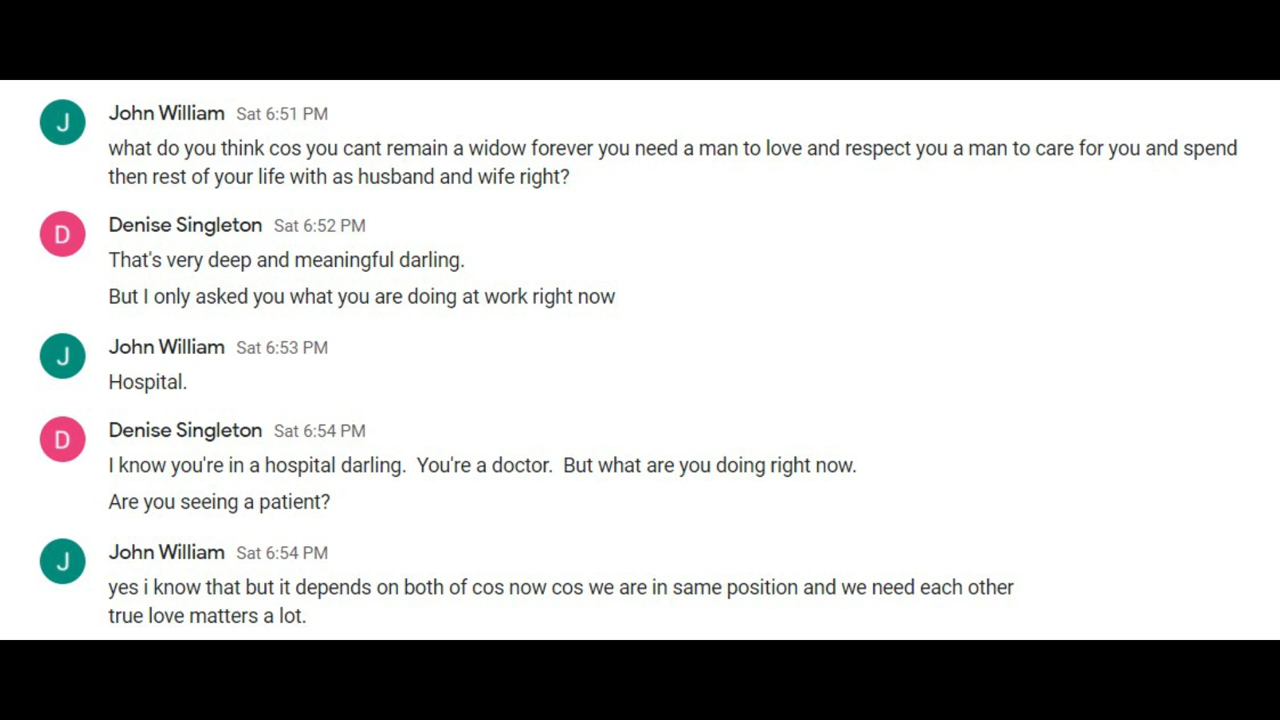 J
John William Sat 6:51 PM
what do you think cos you cant remain a widow forever you need a man to love and respect you a man to care for you and spend
then rest of your life with as husband and wife right?
D
Denise Singleton Sat 6:52 PM
That's very deep and meaningful darling.
But I only asked you what you are doing at work right now
J
John William Sat 6:53 PM
Hospital.
D
Denise Singleton Sat 6:54 PM
I know you're in a hospital darling.  You're a doctor.  But what are you doing right now.
Are you seeing a patient?
J
John William Sat 6:54 PM
yes i know that but it depends on both of cos now cos we are in same position and we need each other
true love matters a lot.